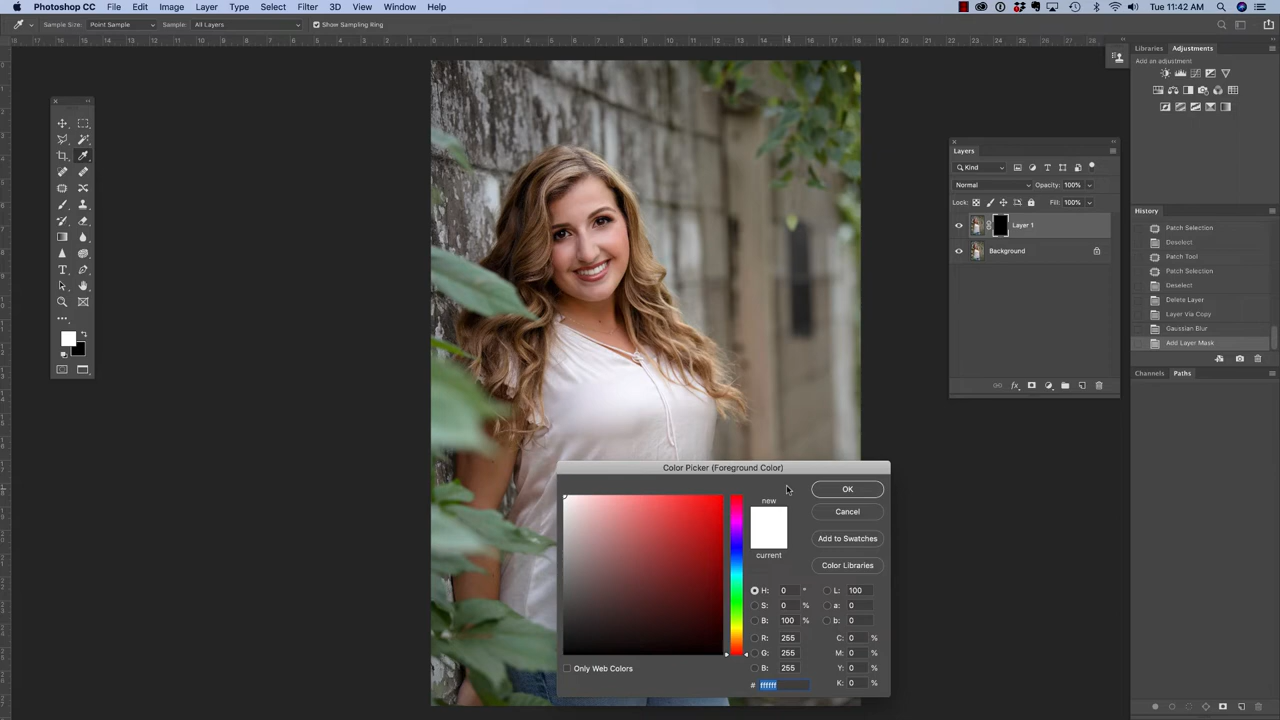 Photoshop CC File Edit Image Layer Type Select Filter 3D View Window Help Tue 11:42 AM
Sample Size: Point Sample Sample: All Layers Show Sampling Ring
Libraries Adjustments
Add an adjustment
Layers
Kind
Normal Opacity: 100%
Lock: Fill: 100%
Layer 1
Background
History
Patch Selection
Deselect
Patch Tool
Patch Selection
Deselect
Delete Layer
Layer Via Copy
Gaussian Blur
Add Layer Mask
Channels Paths
Color Picker (Foreground Color)
new
current
OK
Cancel
Add to Swatches
Color Libraries
H: 0 ° L: 100
S: 0 % a: 0
B: 100 % b: 0
R: 255 C: 0 %
G: 255 M: 0 %
B: 255 Y: 0 %
# ffffff K: 0 %
Only Web Colors